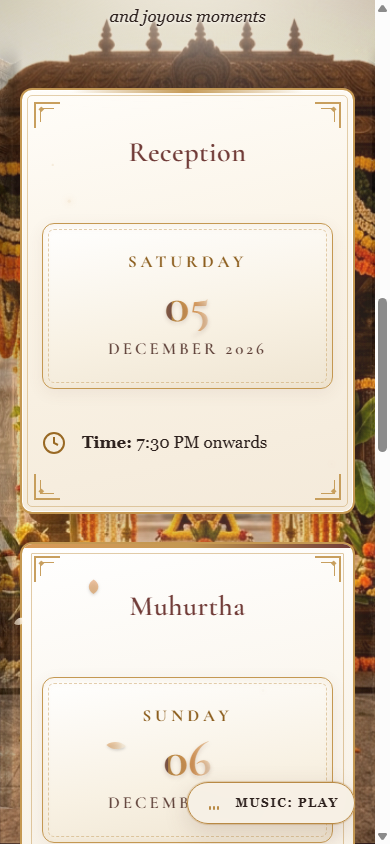 and joyous moments
Reception
SATURDAY
05
DECEMBER 2026
Time: 7:30 PM onwards
Muhurtha
SUNDAY
06
DECEMB
MUSIC: PLAY